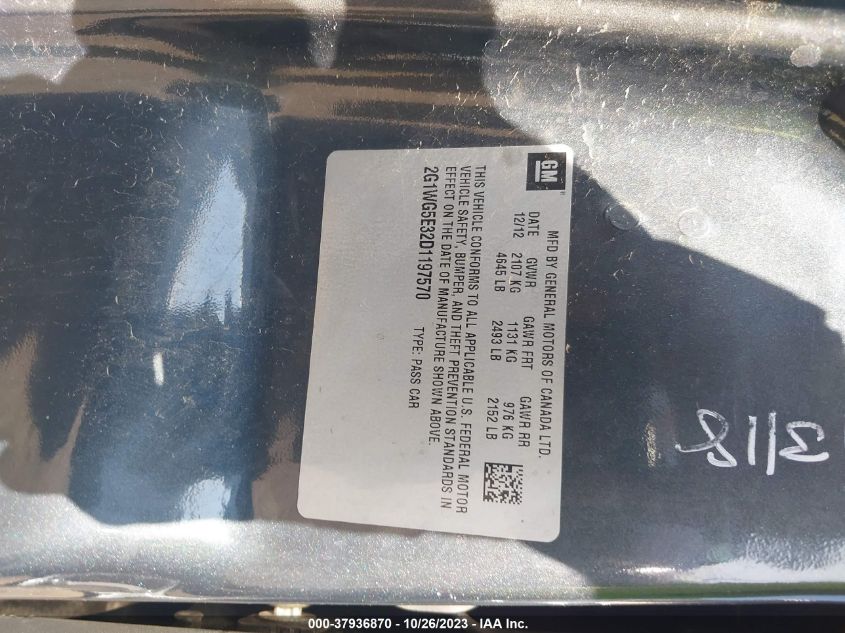 GM
MFD BY GENERAL MOTORS OF CANADA LTD.
DATE GVWR GAWR FRT GAWR RR
12/12 2107 KG 1131 KG 976 KG
4645 LB 2493 LB 2152 LB
THIS VEHICLE CONFORMS TO ALL APPLICABLE U.S. FEDERAL MOTOR
VEHICLE SAFETY, BUMPER, AND THEFT PREVENTION STANDARDS IN
EFFECT ON THE DATE OF MANUFACTURE SHOWN ABOVE.
2G1WG5E32D1197570 TYPE: PASS CAR
3/18
000-37936870 - 10/26/2023 - IAA Inc.